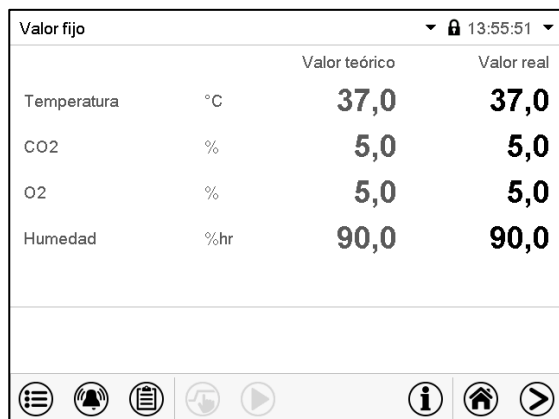 Valor fijo 13:55:51
Valor teórico Valor real
Temperatura °C 37,0 37,0
CO2 % 5,0 5,0
O2 % 5,0 5,0
Humedad %hr 90,0 90,0